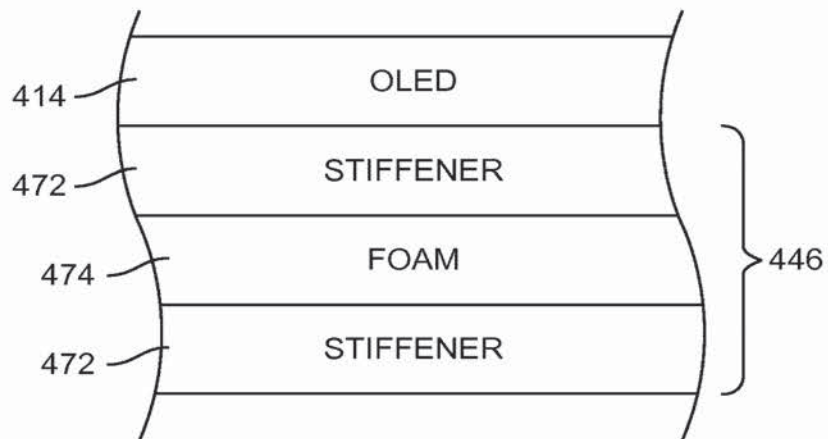 414
OLED
472
STIFFENER
474
FOAM
446
472
STIFFENER